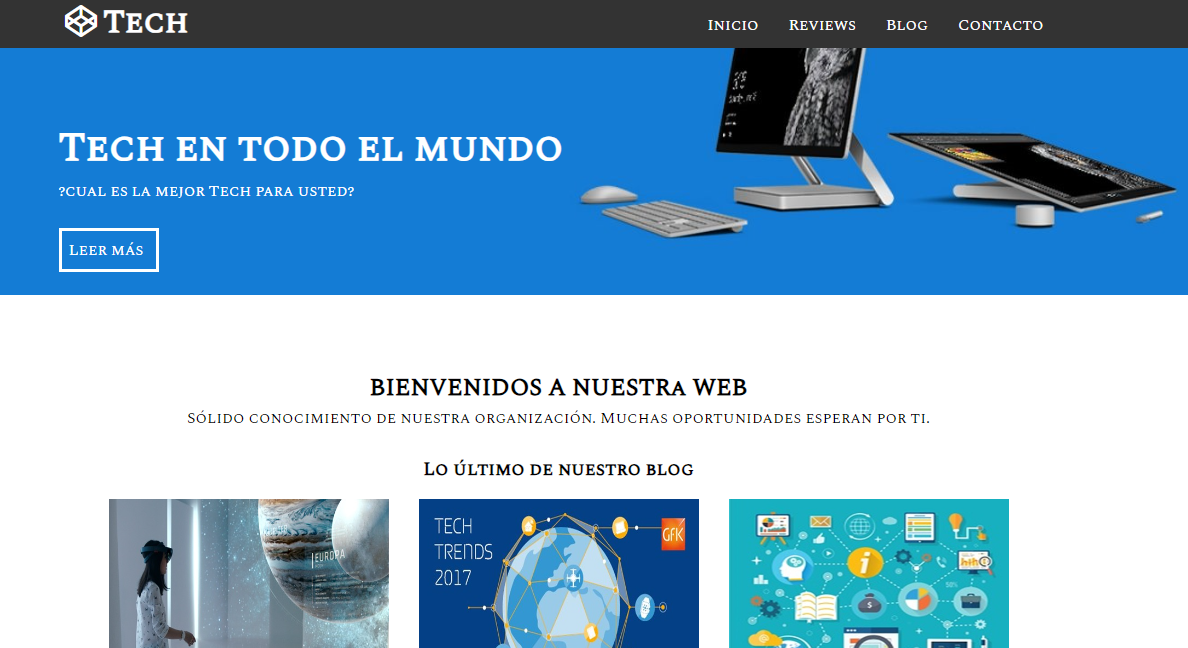 Tech
Inicio Reviews Blog Contacto
Tech en todo el mundo
?cual es la mejor Tech para usted?
Leer más
BIENVENIDOS A NUESTRa WEB
Sólido conocimiento de nuestra organización. Muchas oportunidades esperan por ti.
Lo último de nuestro blog
EUROPA
TECH
TRENDS
2017
GfK